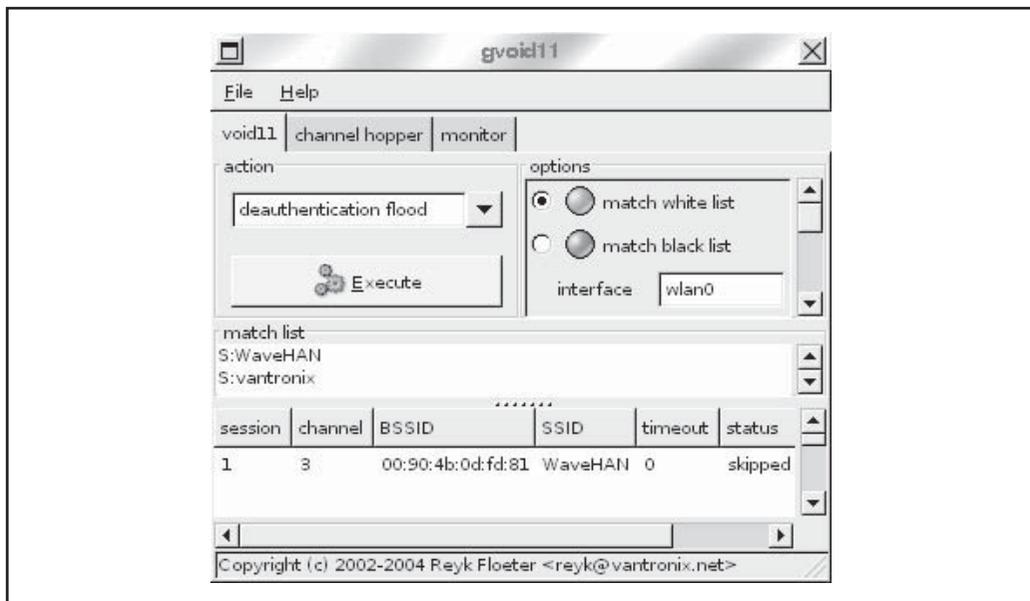 gvoid11
File Help
void11 channel hopper monitor
action
options
deauthentication flood
match white list
match black list
Execute
interface wlan0
match list
S:WaveHAN
S:vantronix
session channel BSSID SSID timeout status
1 3 00:90:4b:0d:fd:81 WaveHAN 0 skipped
Copyright (c) 2002-2004 Reyk Floeter <reyk@vantronix.net>